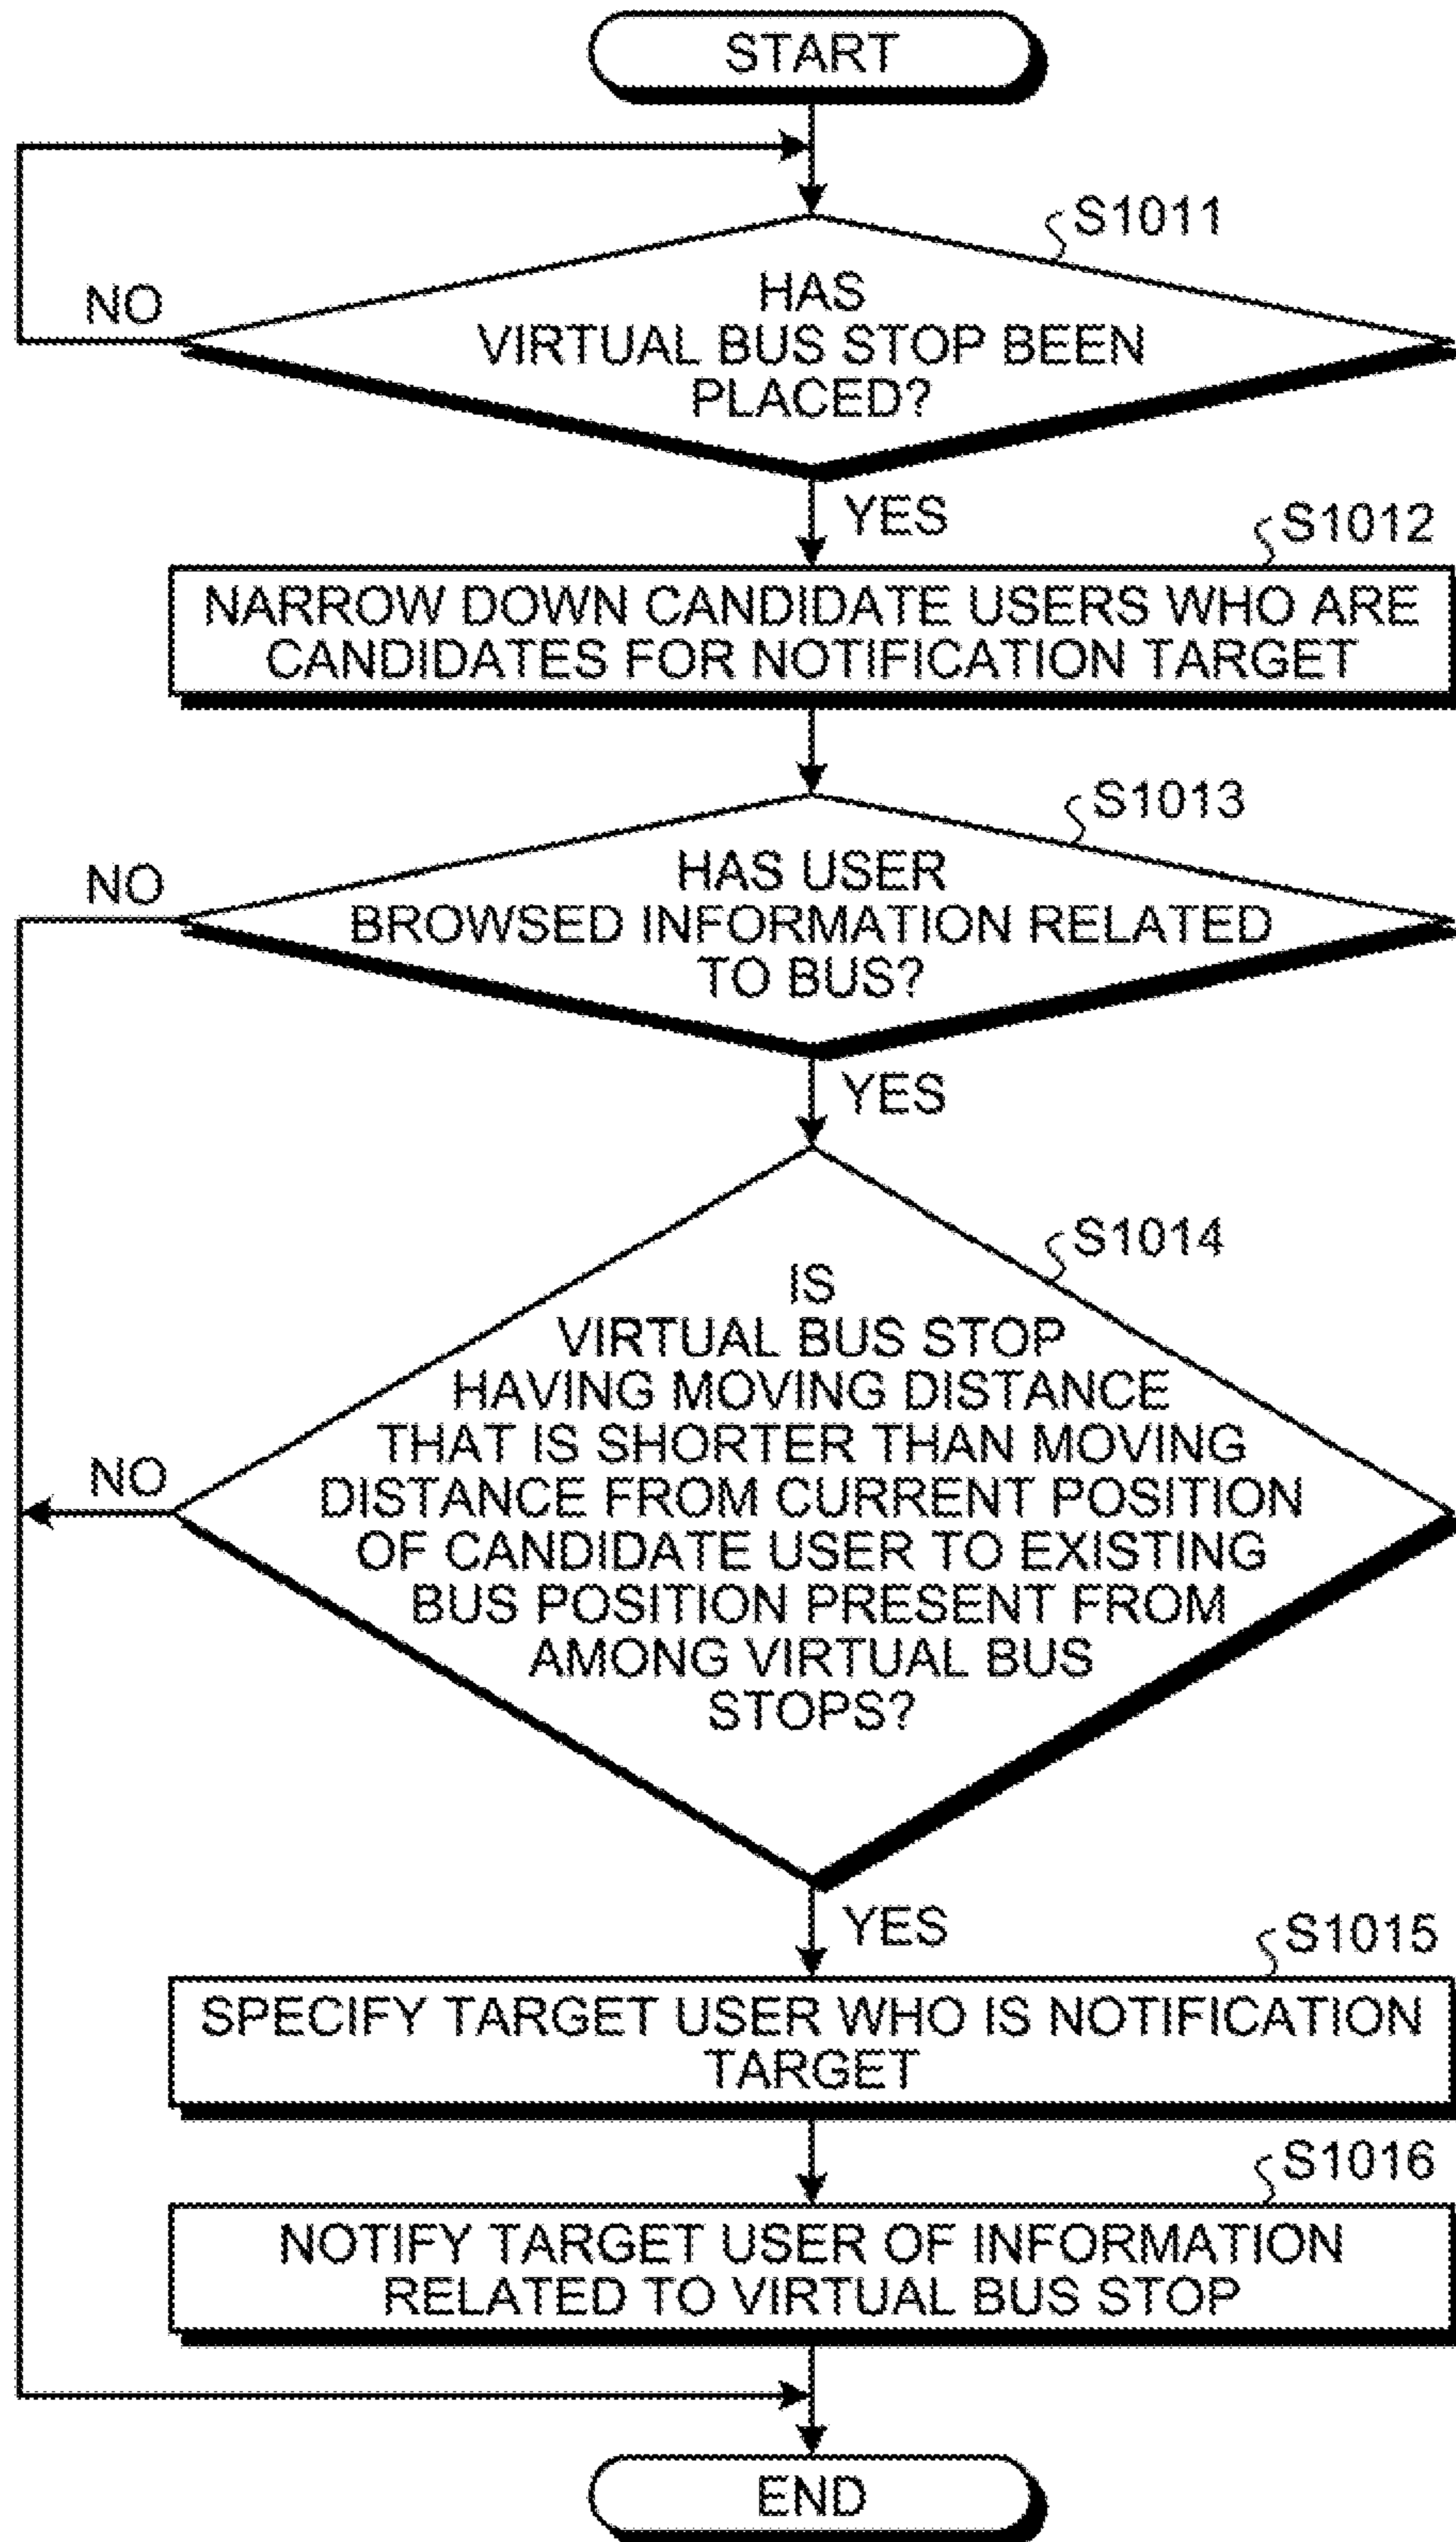 START
S1011
HAS
VIRTUAL BUS STOP BEEN
PLACED?
NO
YES
S1012
NARROW DOWN CANDIDATE USERS WHO ARE
CANDIDATES FOR NOTIFICATION TARGET
S1013
HAS USER
BROWSED INFORMATION RELATED
TO BUS?
NO
YES
S1014
IS
VIRTUAL BUS STOP
HAVING MOVING DISTANCE
THAT IS SHORTER THAN MOVING
DISTANCE FROM CURRENT POSITION
OF CANDIDATE USER TO EXISTING
BUS POSITION PRESENT FROM
AMONG VIRTUAL BUS
STOPS?
NO
YES
S1015
SPECIFY TARGET USER WHO IS NOTIFICATION
TARGET
S1016
NOTIFY TARGET USER OF INFORMATION
RELATED TO VIRTUAL BUS STOP
END